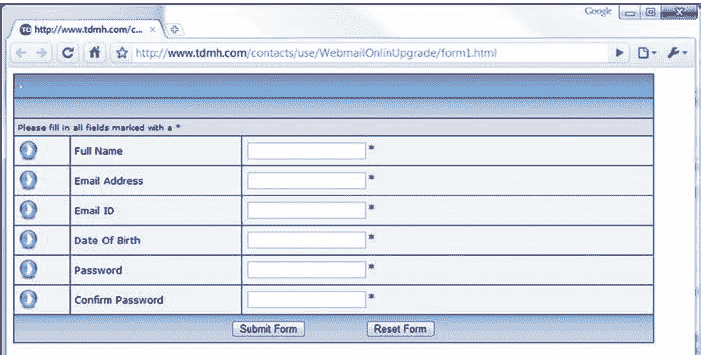 Google
TD http://www.tdmh.com/c... ×
http://www.tdmh.com/contacts/use/WebmailOnlinUpgrade/form1.html
Please fill in all fields marked with a *
Full Name *
Email Address *
Email ID *
Date Of Birth *
Password *
Confirm Password *
Submit Form Reset Form